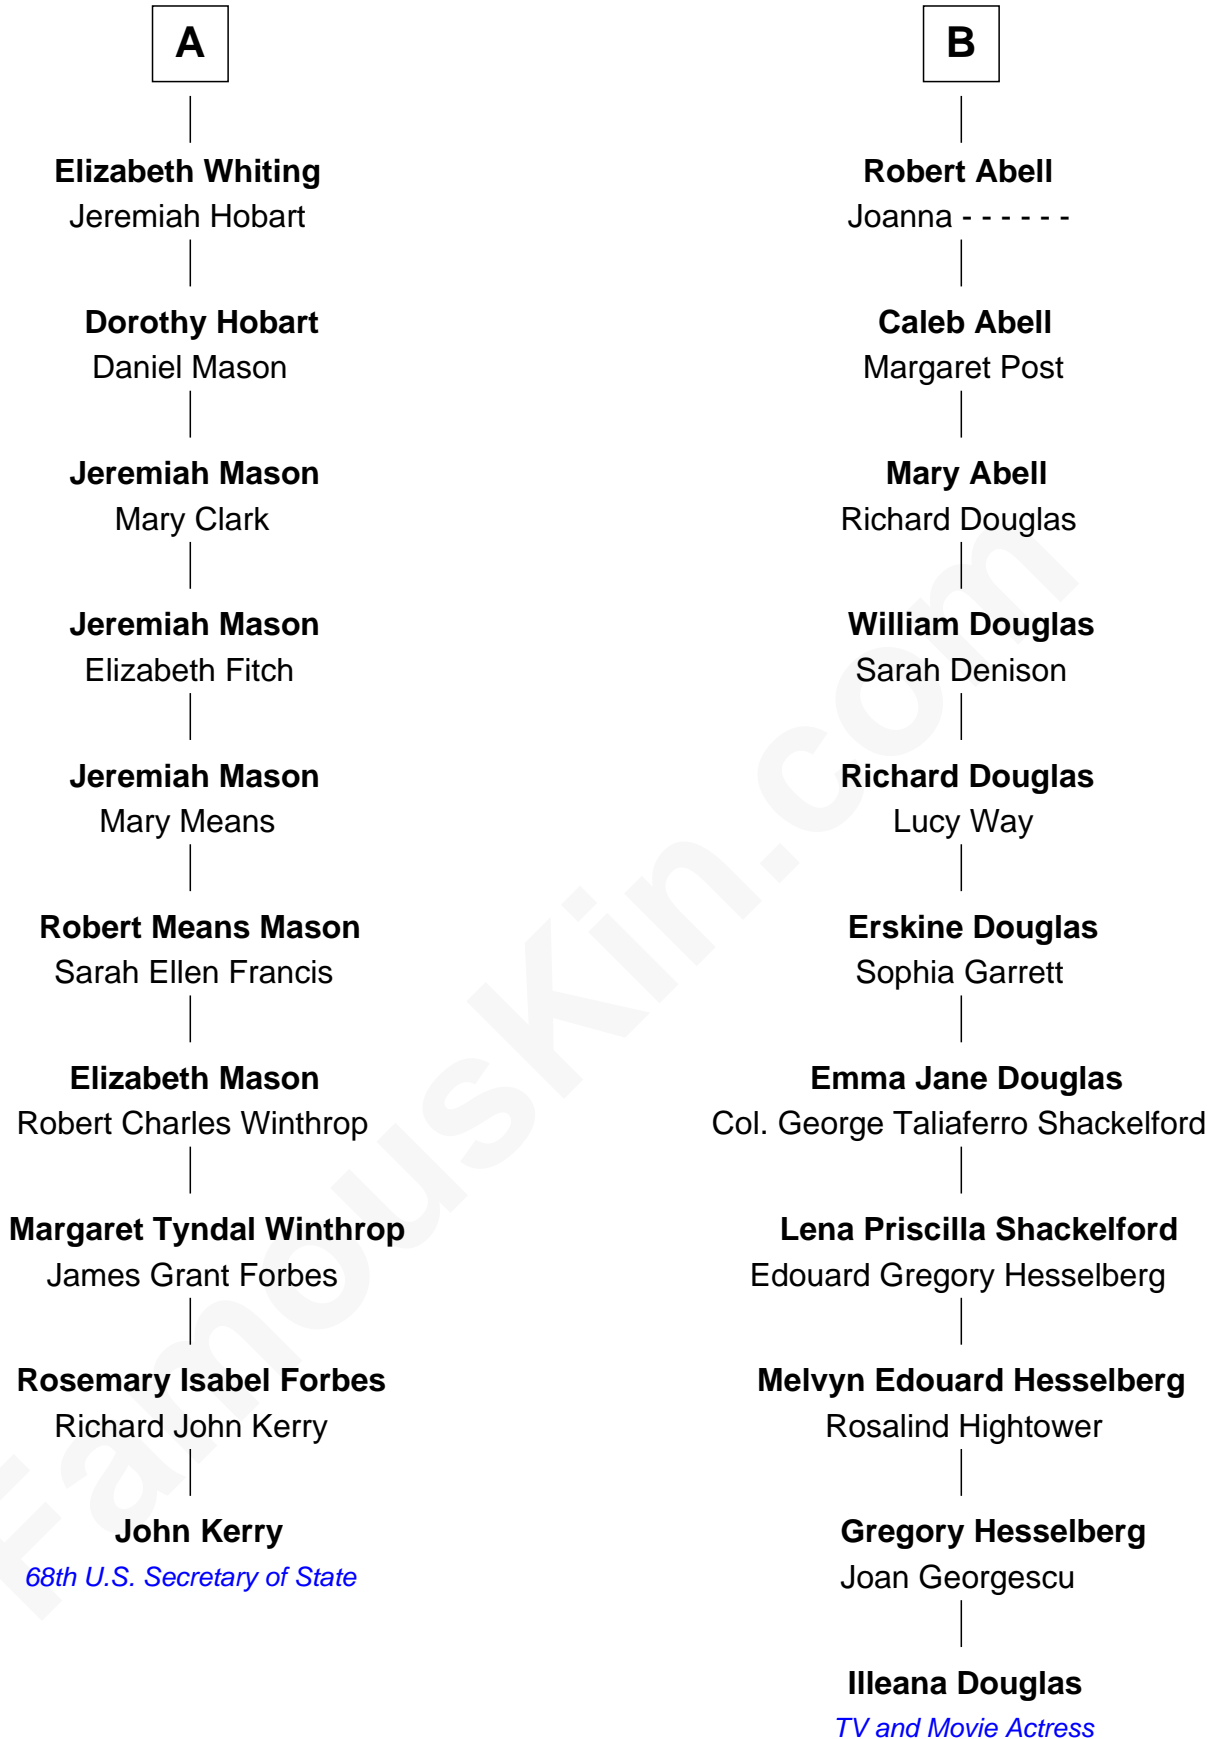 A
Elizabeth Whiting
Jeremiah Hobart
Dorothy Hobart
Daniel Mason
Jeremiah Mason
Mary Clark
Jeremiah Mason
Elizabeth Fitch
Jeremiah Mason
Mary Means
Robert Means Mason
Sarah Ellen Francis
Elizabeth Mason
Robert Charles Winthrop
Margaret Tyndal Winthrop
James Grant Forbes
Rosemary Isabel Forbes
Richard John Kerry
John Kerry
68th U.S. Secretary of State
B
Robert Abell
Joanna - - - - - -
Caleb Abell
Margaret Post
Mary Abell
Richard Douglas
William Douglas
Sarah Denison
Richard Douglas
Lucy Way
Erskine Douglas
Sophia Garrett
Emma Jane Douglas
Col. George Taliaferro Shackelford
Lena Priscilla Shackelford
Edouard Gregory Hesselberg
Melvyn Edouard Hesselberg
Rosalind Hightower
Gregory Hesselberg
Joan Georgescu
Illeana Douglas
TV and Movie Actress
FamousKin.com